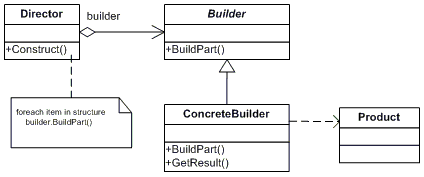 Director
builder
Builder
+Construct()
+BuildPart()
foreach item in structure
builder.BuildPart()
ConcreteBuilder
Product
+BuildPart()
+GetResult()